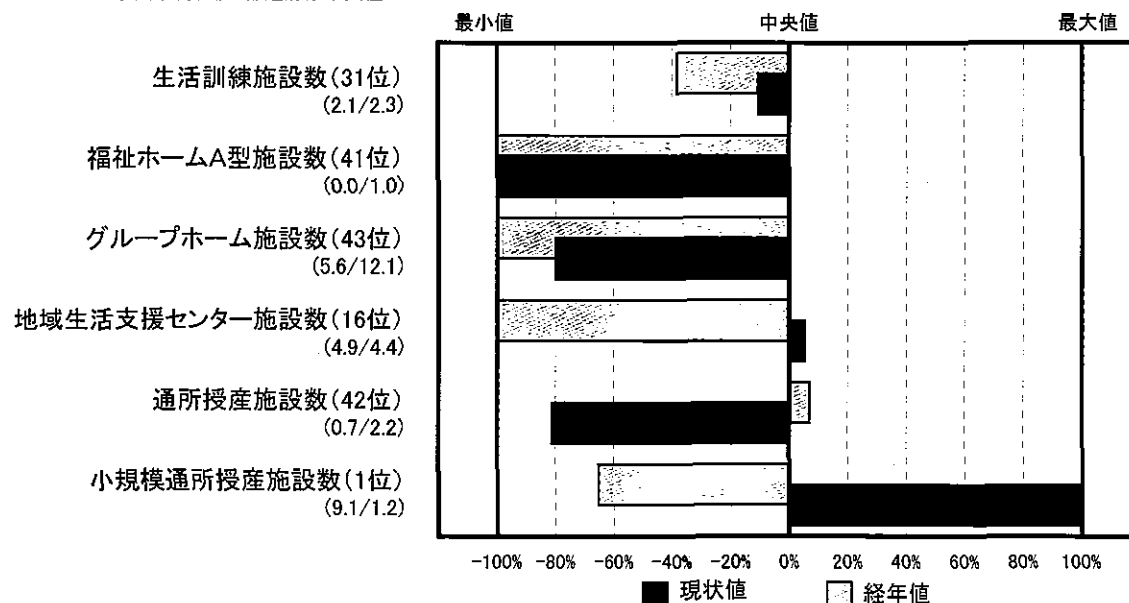 最小値 中央値 最大値
生活訓練施設数(31位)
(2.1/2.3)
福祉ホームA型施設数(41位)
(0.0/1.0)
グループホーム施設数(43位)
(5.6/12.1)
地域生活支援センター施設数(16位)
(4.9/4.4)
通所授産施設数(42位)
(0.7/2.2)
小規模通所授産施設数(1位)
(9.1/1.2)
-100% -80% -60% -40% -20% 0% 20% 40% 60% 80% 100%
現状値 経年値